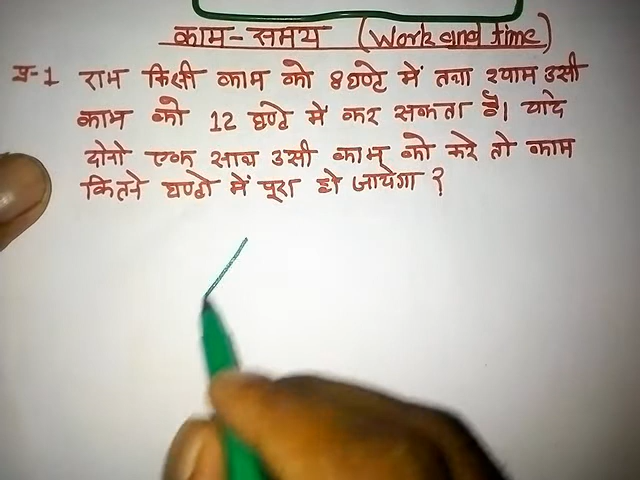 काम-समय (Work and time)
प्र-1 राम किसी काम को 8 घण्टे में तथा श्याम उसी
काम को 12 घण्टे में कर सकता है। यदि
दोनो एक साथ उसी काम को करे तो काम
कितने घण्टो में पूरा हो जायेगा ?